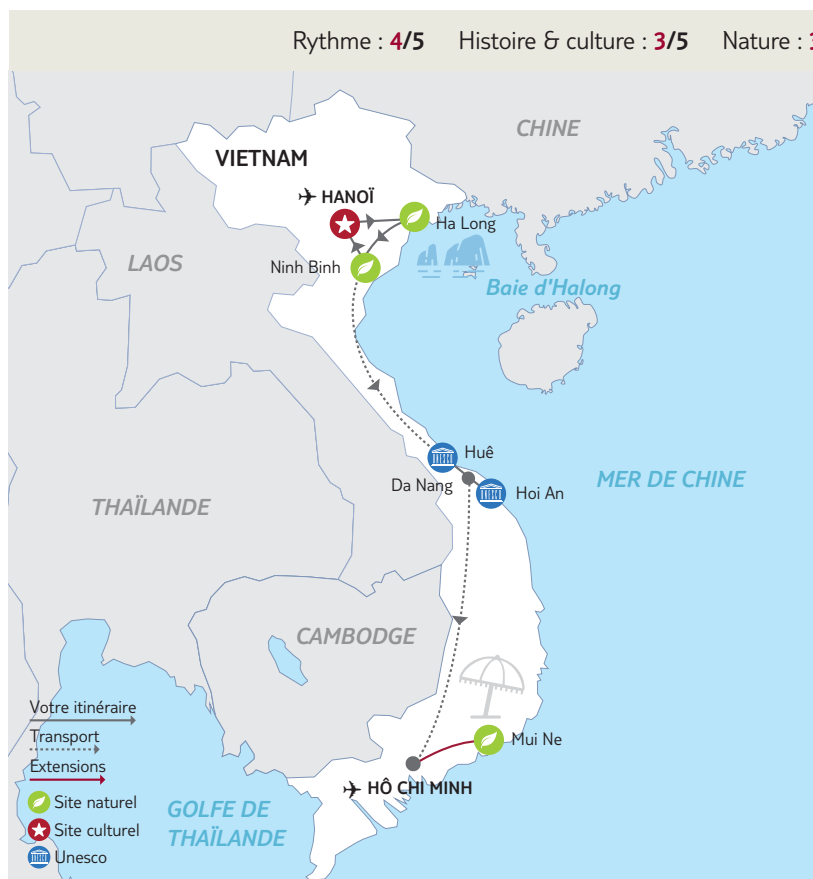 Rythme : 4/5 Histoire & culture : 3/5 Nature :
CHINE
VIETNAM
HANOÏ
Ha Long
LAOS
Ninh Binh
Baie d'Halong
Huê
Da Nang
Hoi An
MER DE CHINE
THAÏLANDE
CAMBODGE
Votre itinéraire
Transport
Extensions
Mui Ne
HÔ CHI MINH
Site naturel
Site culturel
Unesco
GOLFE DE
THAÏLANDE